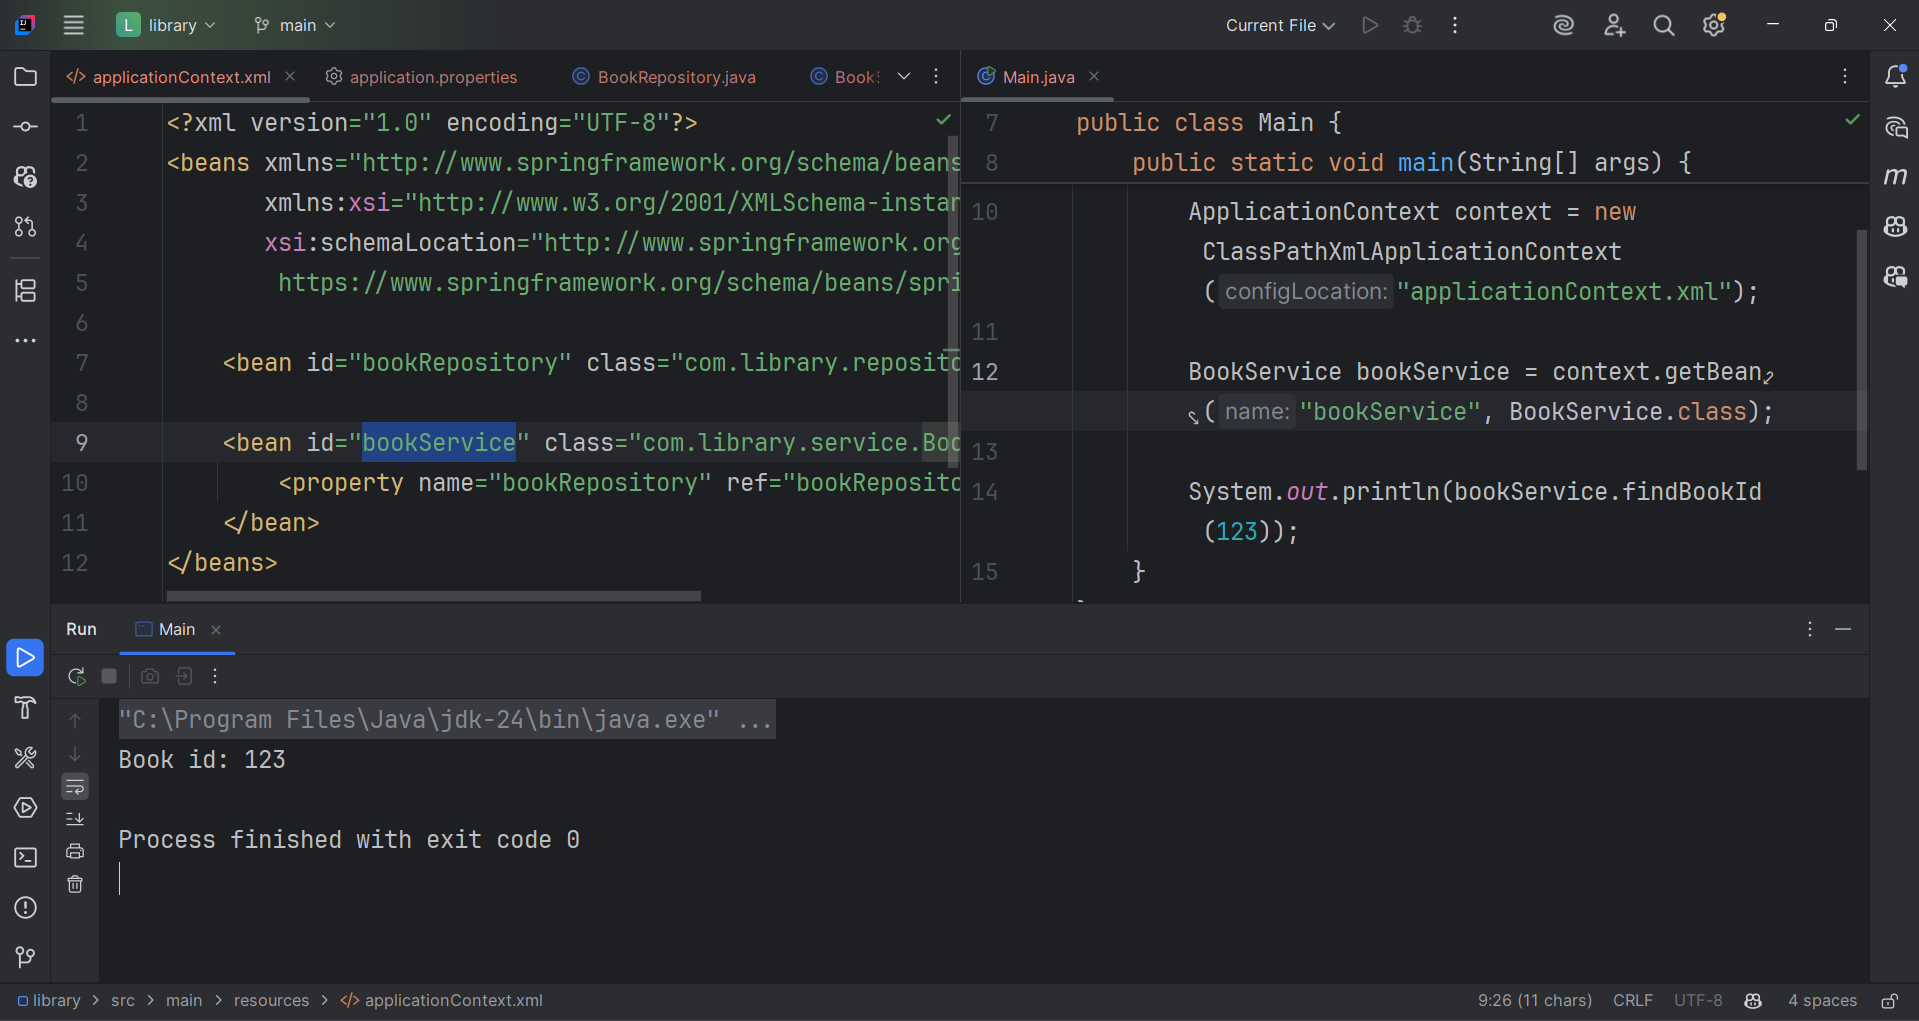 L library main Current File
applicationContext.xml application.properties BookRepository.java Book
1 <?xml version="1.0" encoding="UTF-8"?>
2 <beans xmlns="http://www.springframework.org/schema/beans
3 xmlns:xsi="http://www.w3.org/2001/XMLSchema-instan
4 xsi:schemaLocation="http://www.springframework.org
5 https://www.springframework.org/schema/beans/spri
6
7 <bean id="bookRepository" class="com.library.reposito
8
9 <bean id="bookService" class="com.library.service.Boo
10 <property name="bookRepository" ref="bookReposito
11 </bean>
12 </beans>
Main.java
7 public class Main {
8 public static void main(String[] args) {
10 ApplicationContext context = new
ClassPathXmlApplicationContext
( configLocation: "applicationContext.xml");
11
12 BookService bookService = context.getBean
( name: "bookService", BookService.class);
13
14 System.out.println(bookService.findBookId
(123));
15 }
Run Main
"C:\Program Files\Java\jdk-24\bin\java.exe" ...
Book id: 123
Process finished with exit code 0
library > src > main > resources > applicationContext.xml
9:26 (11 chars) CRLF UTF-8 4 spaces